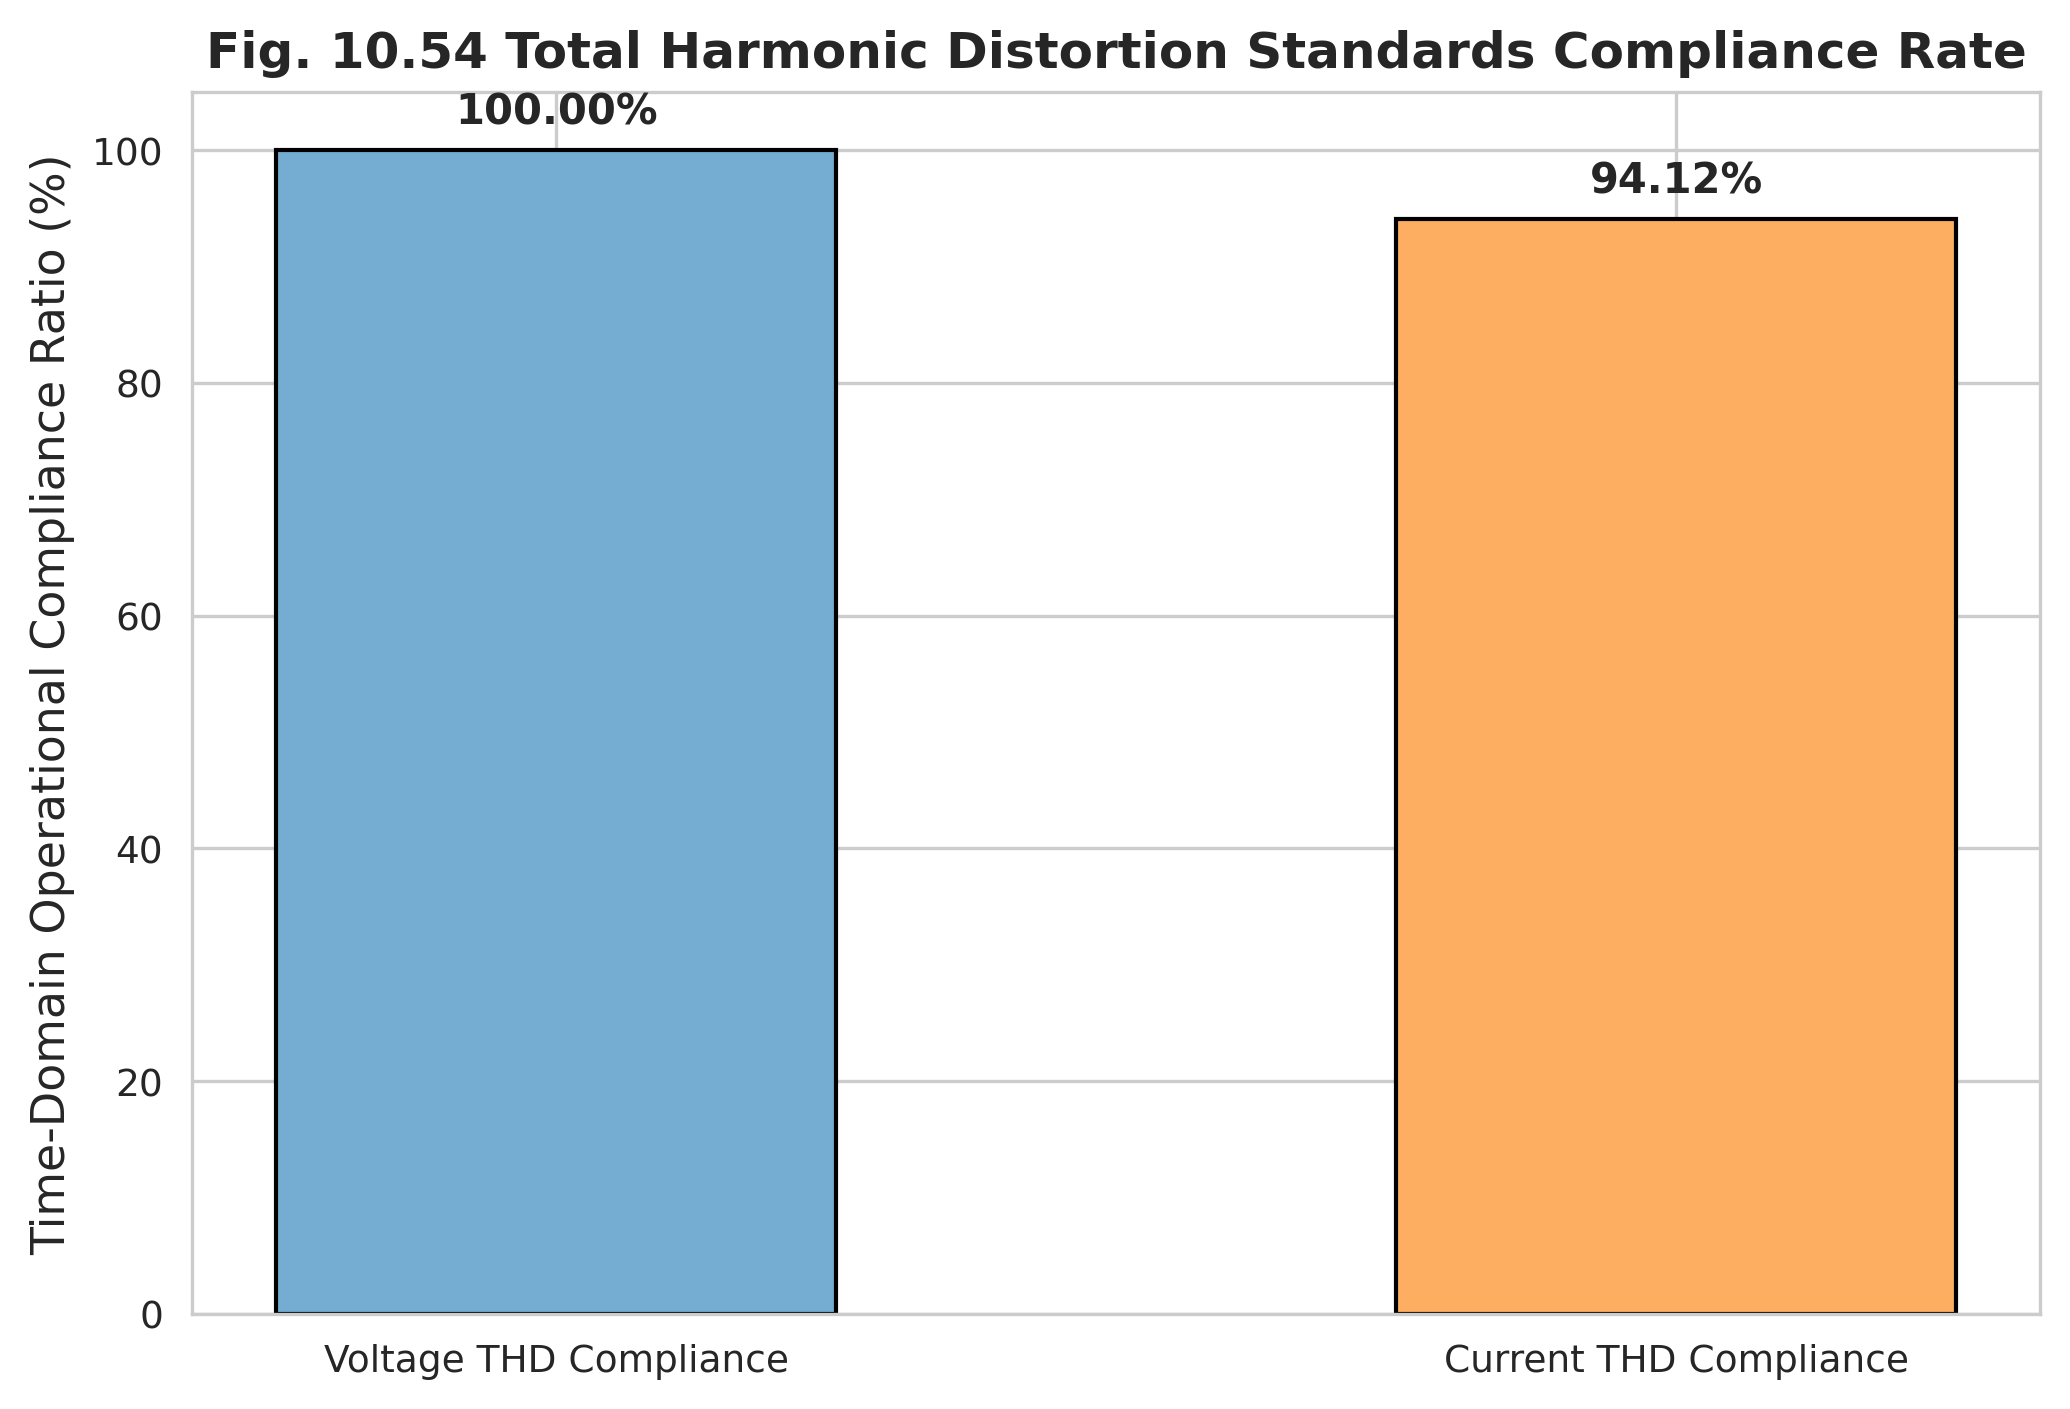 Fig. 10.54 Total Harmonic Distortion Standards Compliance Rate
Time-Domain Operational Compliance Ratio (%)
100
80
60
40
20
0
100.00%
94.12%
Voltage THD Compliance
Current THD Compliance